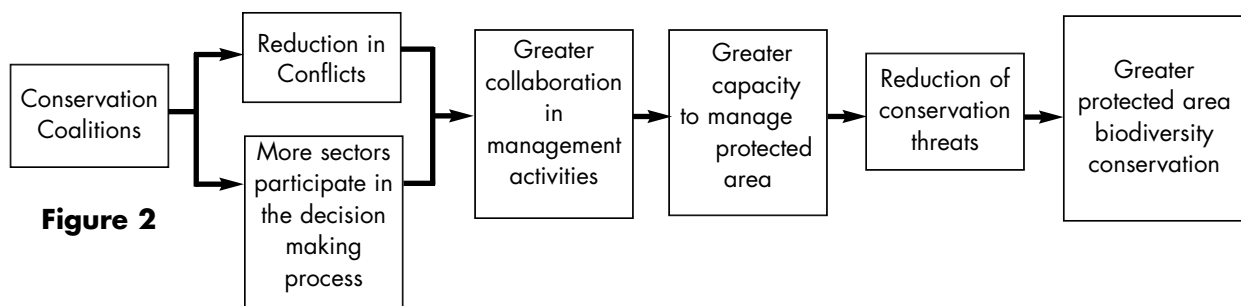 Conservation
Coalitions
Reduction in
Conflicts
More sectors
participate in
the decision
making
process
Greater
collaboration
in
management
activities
Greater
capacity
to manage
protected
area
Reduction of
conservation
threats
Greater
protected area
biodiversity
conservation
Figure 2